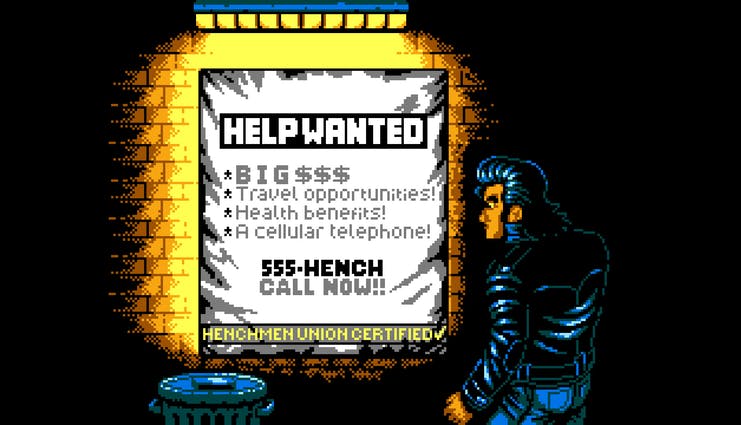 HELP WANTED
*BIG $$$
*Travel opportunities!
*Health benefits!
*A cellular telephone!
555-HENCH
CALL NOW!!
HENCHMEN UNION CERTIFIED✓